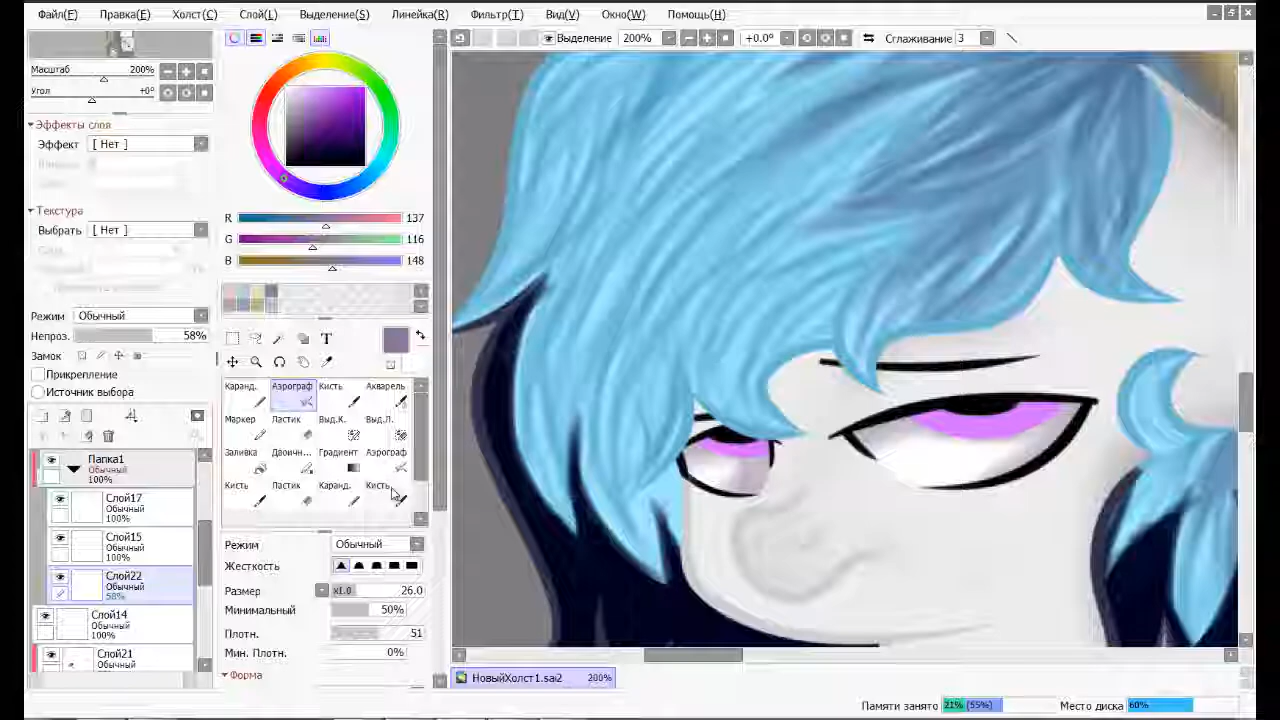 Файл(F) Правка(E) Холст(C) Слой(L) Выделение(S) Линейка(R) Фильтр(T) Вид(V) Окно(W) Помощь(H)
Выделение 200% +0.0° Сглаживание 3
Масштаб 200%
Угол +0°
Эффекты слоя
Эффект [ Нет ]
Текстура
Выбрать [ Нет ]
Режим Обычный
Непроз. 58%
Замок
Прикрепление
Источник выбора
Папка1
Обычный
100%
Слой17
Обычный
100%
Слой15
Обычный
100%
Слой22
Обычный
58%
Слой14
Обычный
100%
Слой21
Обычный
R 137
G 116
B 148
T
Каранд. Аэрограф Кисть Акварель
Маркер Ластик Выд.К. Выд.Л.
Заливка Двоичн... Градиент Аэрограф
Кисть Ластик Каранд. Кисть
Режим Обычный
Жесткость
Размер x1.0 26.0
Минимальный 50%
Плотн. 51
Мин. Плотн. 0%
Форма
НовыйХолст1.sai2 200%
Памяти занято 21% (55%) Место диска 60%